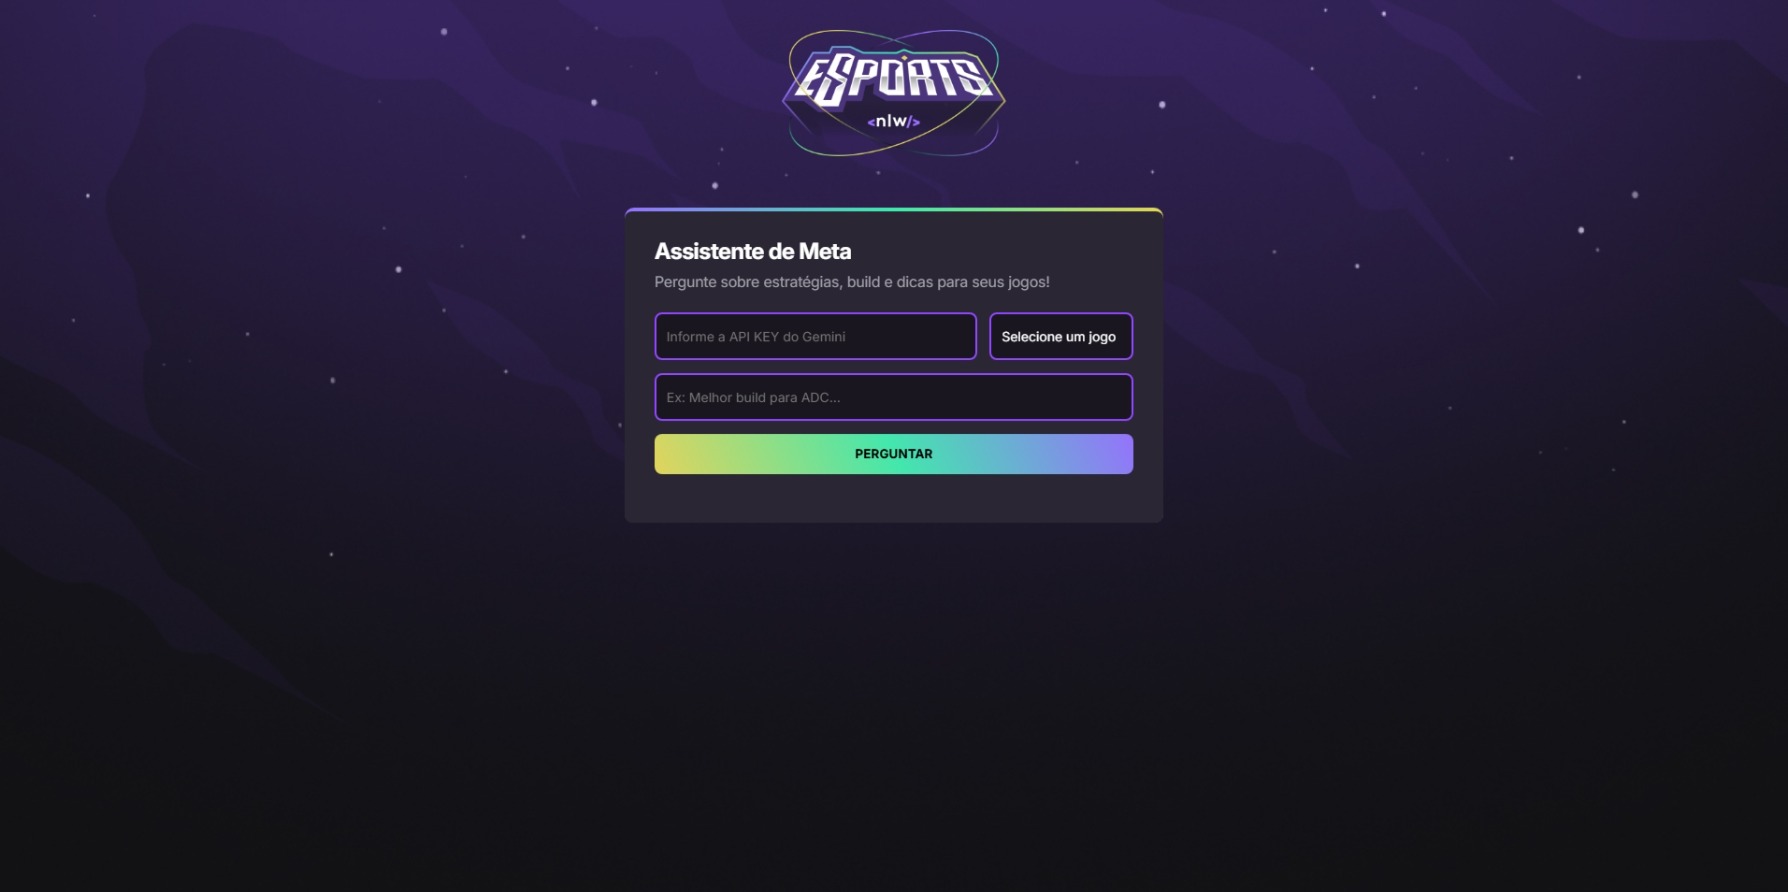 ESPORTS
<nlw/>
Assistente de Meta
Pergunte sobre estratégias, build e dicas para seus jogos!
Informe a API KEY do Gemini
Selecione um jogo
Ex: Melhor build para ADC...
PERGUNTAR